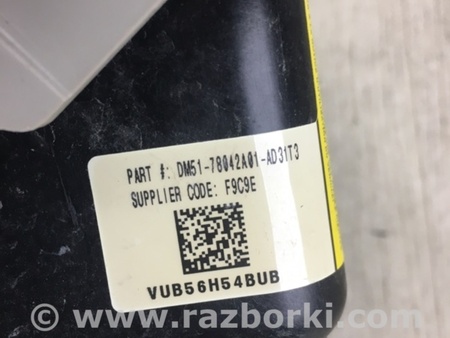 PART #: DM51-78042A01-AD31T3
SUPPLIER CODE: F9C9E
VUB56H54BUB
© www.razborki.com